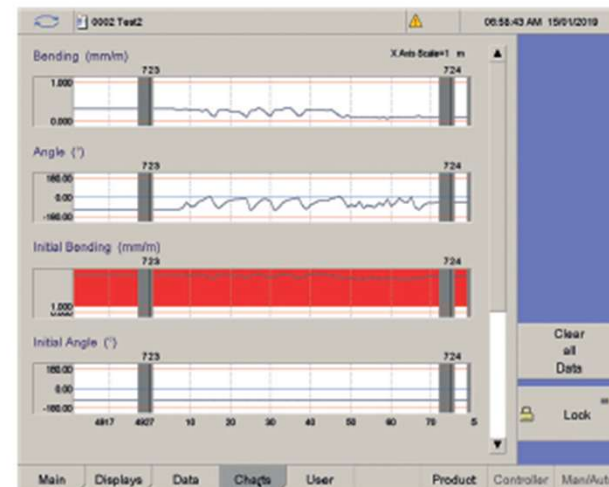 0002 Test2 06:58:43 AM 15/01/2019
Bending (mm/m) X Axis Scale=1 m
723 724
1.000
0.000
Angle (°)
723 724
180.00
0.00
-180.00
Initial Bending (mm/m)
723 724
1.000
Initial Angle (°)
723 724
180.00
0.00
-180.00
4917 4927 10 20 30 40 50 60 70 5
Clear
all
Data
Lock
Main Displays Data Charts User Product Controller Man/Auto